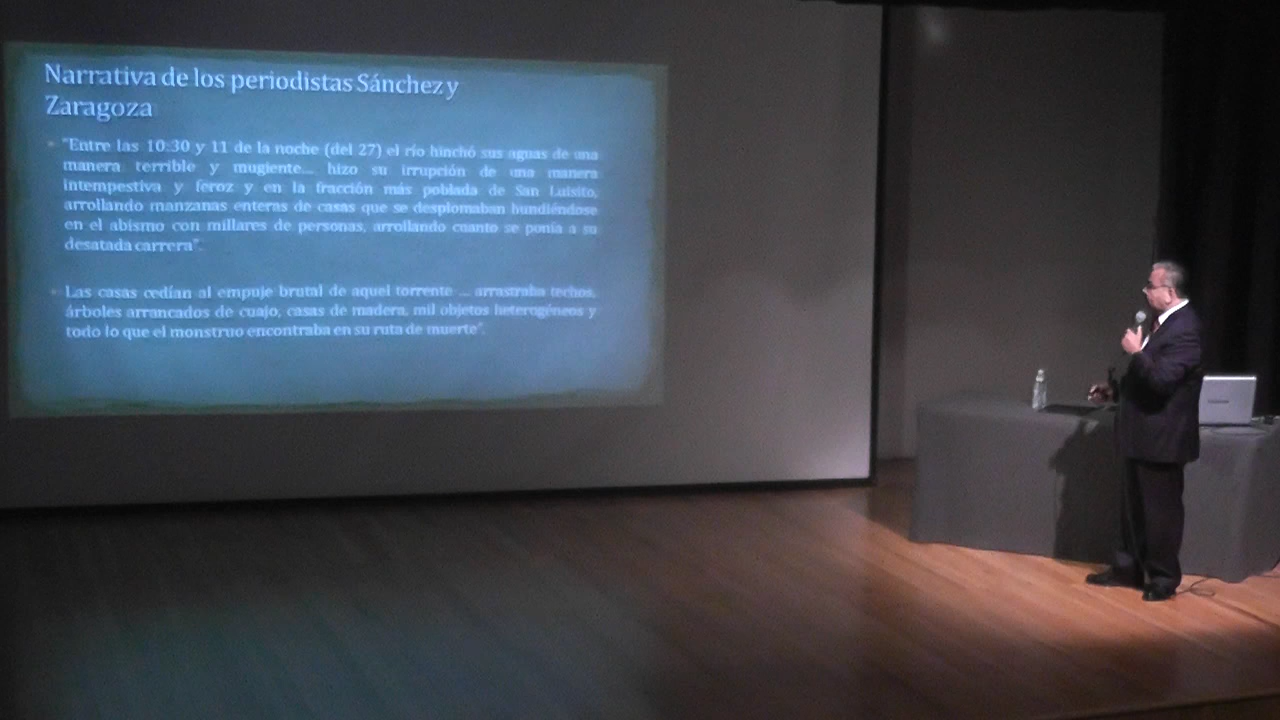 Narrativa de los periodistas Sánchez y
Zaragoza
"Entre las 10:30 y 11 de la noche (del 27) el río hinchó sus aguas de una
manera terrible y mugiente... hizo su irrupción de una manera
intempestiva y feroz y en la fracción más poblada de San Luisito,
arrollando manzanas enteras de casas que se desplomaban hundiéndose
en el abismo con millares de personas, arrollando cuanto se ponía a su
desatada carrera".
Las casas cedían al empuje brutal de aquel torrente ... arrastraba techos,
árboles arrancados de cuajo, casas de madera, mil objetos heterogéneos y
todo lo que el monstruo encontraba en su ruta de muerte".